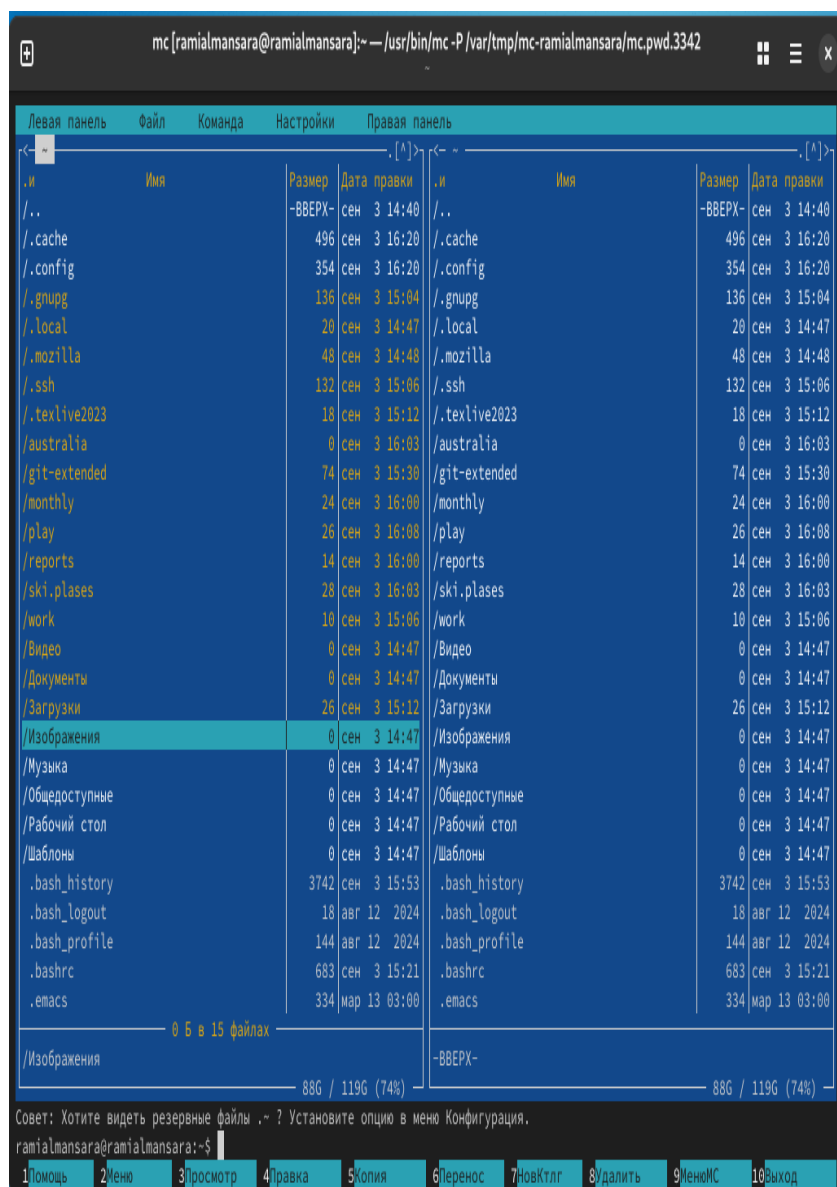 mc [ramialmansara@ramialmansara]:~ — /usr/bin/mc -P /var/tmp/mc-ramialmansara/mc.pwd.3342
~
Левая панель Файл Команда Настройки Правая панель
<- ~ .[^]> <- ~ .[^]>
.и Имя Размер Дата правки .и Имя Размер Дата правки
/.. -ВВЕРХ- сен 3 14:40 /.. -ВВЕРХ- сен 3 14:40
/.cache 496 сен 3 16:20 /.cache 496 сен 3 16:20
/.config 354 сен 3 16:20 /.config 354 сен 3 16:20
/.gnupg 136 сен 3 15:04 /.gnupg 136 сен 3 15:04
/.local 20 сен 3 14:47 /.local 20 сен 3 14:47
/.mozilla 48 сен 3 14:48 /.mozilla 48 сен 3 14:48
/.ssh 132 сен 3 15:06 /.ssh 132 сен 3 15:06
/.texlive2023 18 сен 3 15:12 /.texlive2023 18 сен 3 15:12
/australia 0 сен 3 16:03 /australia 0 сен 3 16:03
/git-extended 74 сен 3 15:30 /git-extended 74 сен 3 15:30
/monthly 24 сен 3 16:00 /monthly 24 сен 3 16:00
/play 26 сен 3 16:08 /play 26 сен 3 16:08
/reports 14 сен 3 16:00 /reports 14 сен 3 16:00
/ski.plases 28 сен 3 16:03 /ski.plases 28 сен 3 16:03
/work 10 сен 3 15:06 /work 10 сен 3 15:06
/Видео 0 сен 3 14:47 /Видео 0 сен 3 14:47
/Документы 0 сен 3 14:47 /Документы 0 сен 3 14:47
/Загрузки 26 сен 3 15:12 /Загрузки 26 сен 3 15:12
/Изображения 0 сен 3 14:47 /Изображения 0 сен 3 14:47
/Музыка 0 сен 3 14:47 /Музыка 0 сен 3 14:47
/Общедоступные 0 сен 3 14:47 /Общедоступные 0 сен 3 14:47
/Рабочий стол 0 сен 3 14:47 /Рабочий стол 0 сен 3 14:47
/Шаблоны 0 сен 3 14:47 /Шаблоны 0 сен 3 14:47
.bash_history 3742 сен 3 15:53 .bash_history 3742 сен 3 15:53
.bash_logout 18 авг 12 2024 .bash_logout 18 авг 12 2024
.bash_profile 144 авг 12 2024 .bash_profile 144 авг 12 2024
.bashrc 683 сен 3 15:21 .bashrc 683 сен 3 15:21
.emacs 334 мар 13 03:00 .emacs 334 мар 13 03:00
0 Б в 15 файлах
/Изображения -ВВЕРХ-
88G / 119G (74%) 88G / 119G (74%)
Совет: Хотите видеть резервные файлы .~ ? Установите опцию в меню Конфигурация.
ramialmansara@ramialmansara:~$
1Помощь 2Меню 3Просмотр 4Правка 5Копия 6Перенос 7НовКтлг 8Удалить 9МенюMC 10Выход